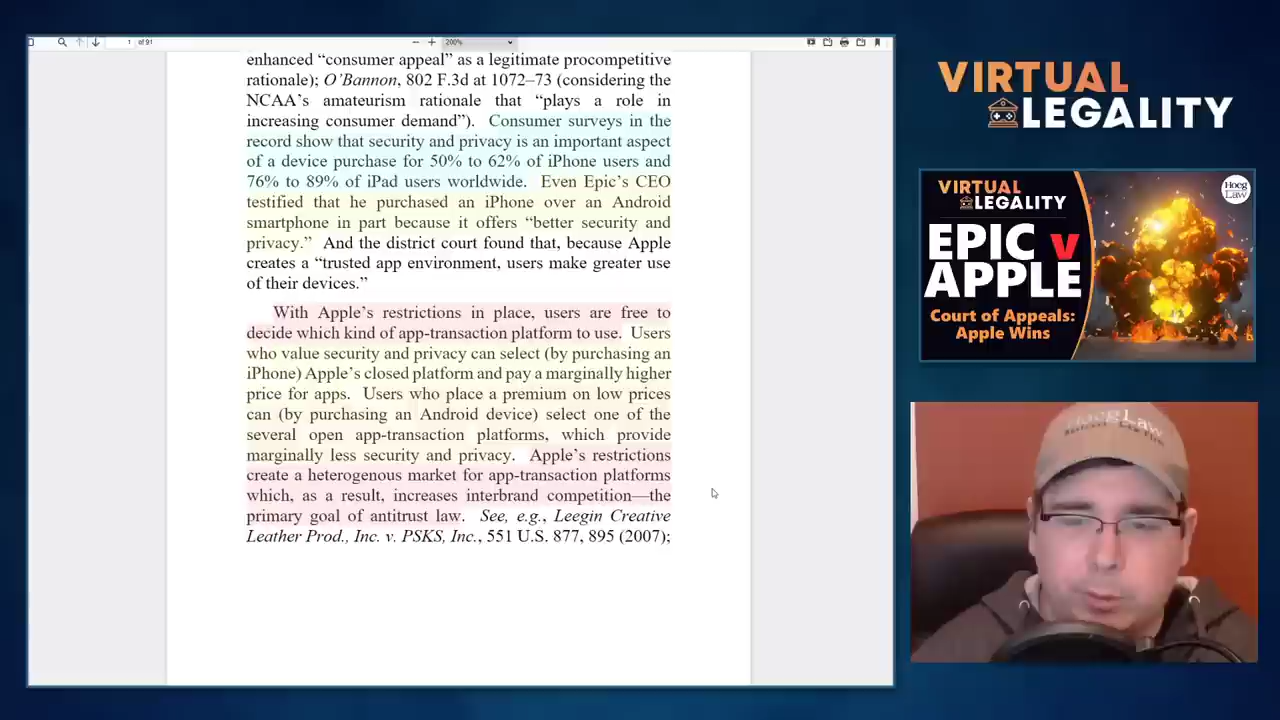 1 of 91
200%
enhanced “consumer appeal” as a legitimate procompetitive
rationale); O’Bannon, 802 F.3d at 1072–73 (considering the
NCAA’s amateurism rationale that “plays a role in
increasing consumer demand”). Consumer surveys in the
record show that security and privacy is an important aspect
of a device purchase for 50% to 62% of iPhone users and
76% to 89% of iPad users worldwide. Even Epic’s CEO
testified that he purchased an iPhone over an Android
smartphone in part because it offers “better security and
privacy.” And the district court found that, because Apple
creates a “trusted app environment, users make greater use
of their devices.”
With Apple’s restrictions in place, users are free to
decide which kind of app-transaction platform to use. Users
who value security and privacy can select (by purchasing an
iPhone) Apple’s closed platform and pay a marginally higher
price for apps. Users who place a premium on low prices
can (by purchasing an Android device) select one of the
several open app-transaction platforms, which provide
marginally less security and privacy. Apple’s restrictions
create a heterogenous market for app-transaction platforms
which, as a result, increases interbrand competition—the
primary goal of antitrust law. See, e.g., Leegin Creative
Leather Prod., Inc. v. PSKS, Inc., 551 U.S. 877, 895 (2007);
VIRTUAL
LEGALITY
VIRTUAL
LEGALITY
Hoeg
Law
EPIC v
APPLE
Court of Appeals:
Apple Wins
Hoeg Law